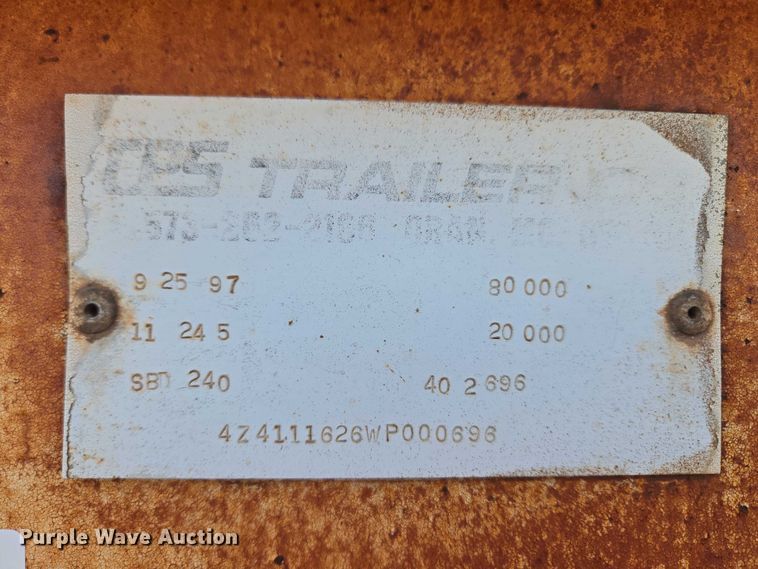 TRAILER
9 25 97 80 000
11 24 5 20 000
SBD 240 40 2 696
4Z4111626WP000696
Purple Wave Auction®